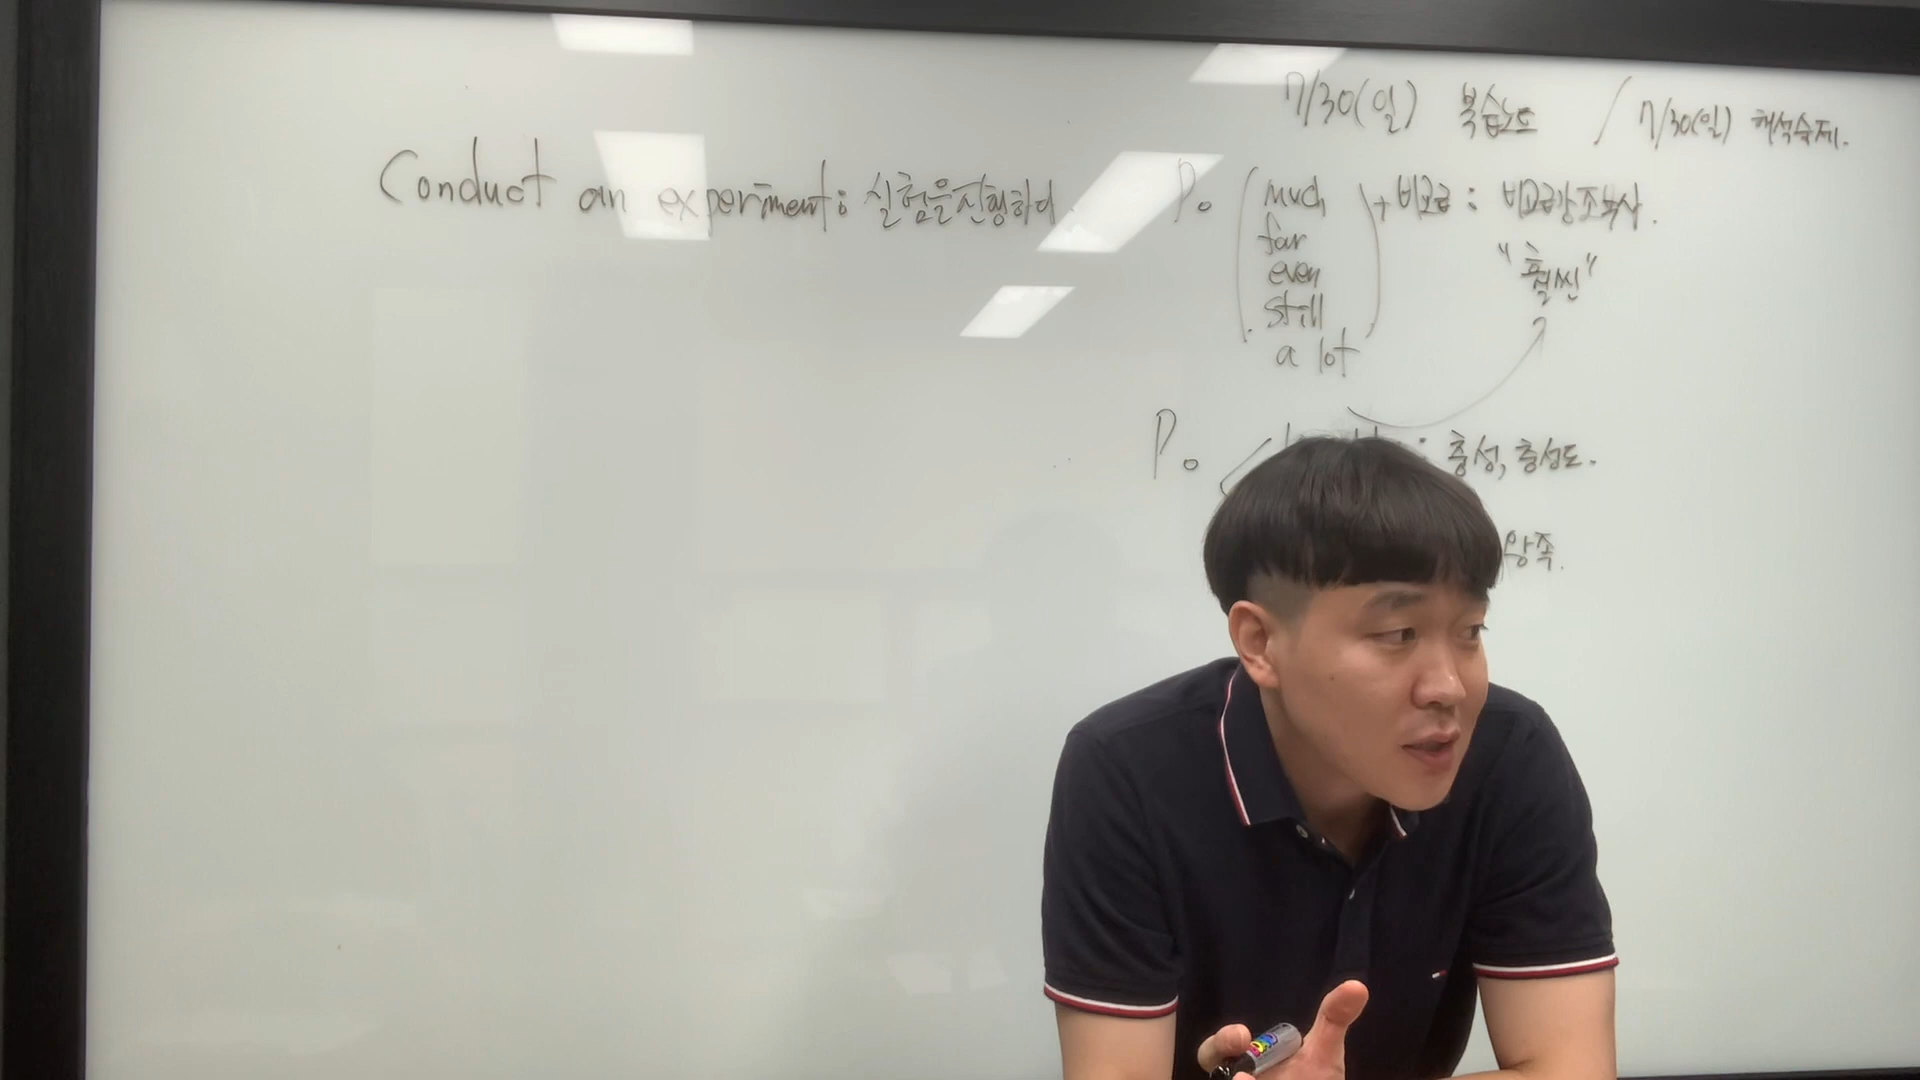 7/30(일) 복습노트 / 7/30(일) 해석숙제.
Conduct an experiment: 실험을 진행하다.
P. (much
far
even
still
a lot) + 비교급 : 비교급강조부사.
"훨씬"
P. : 충성, 충성도.
왕족.